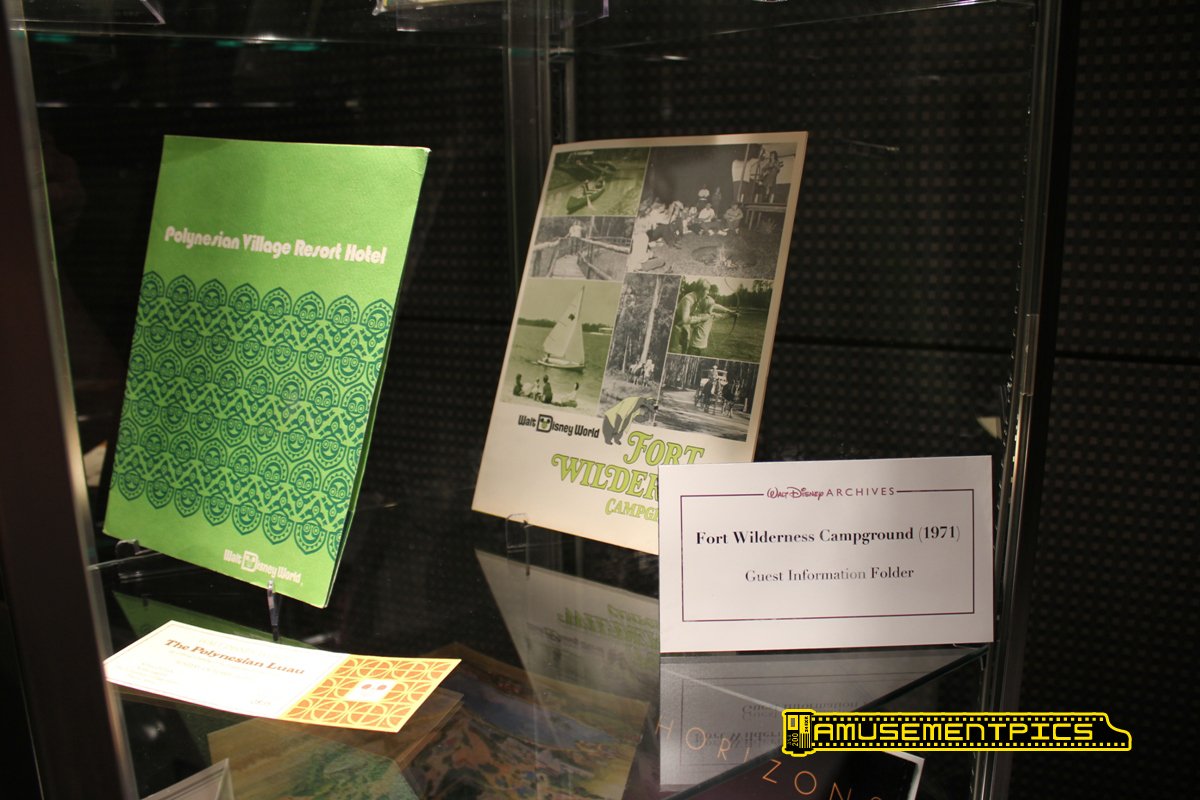 Polynesian Village Resort Hotel
Walt Disney World
Walt Disney World
FORT
WILDER
CAMPG
Walt Disney ARCHIVES
Fort Wilderness Campground (1971)
Guest Information Folder
The Polynesian Luau
HORIZONS
AMUSEMENTPICS